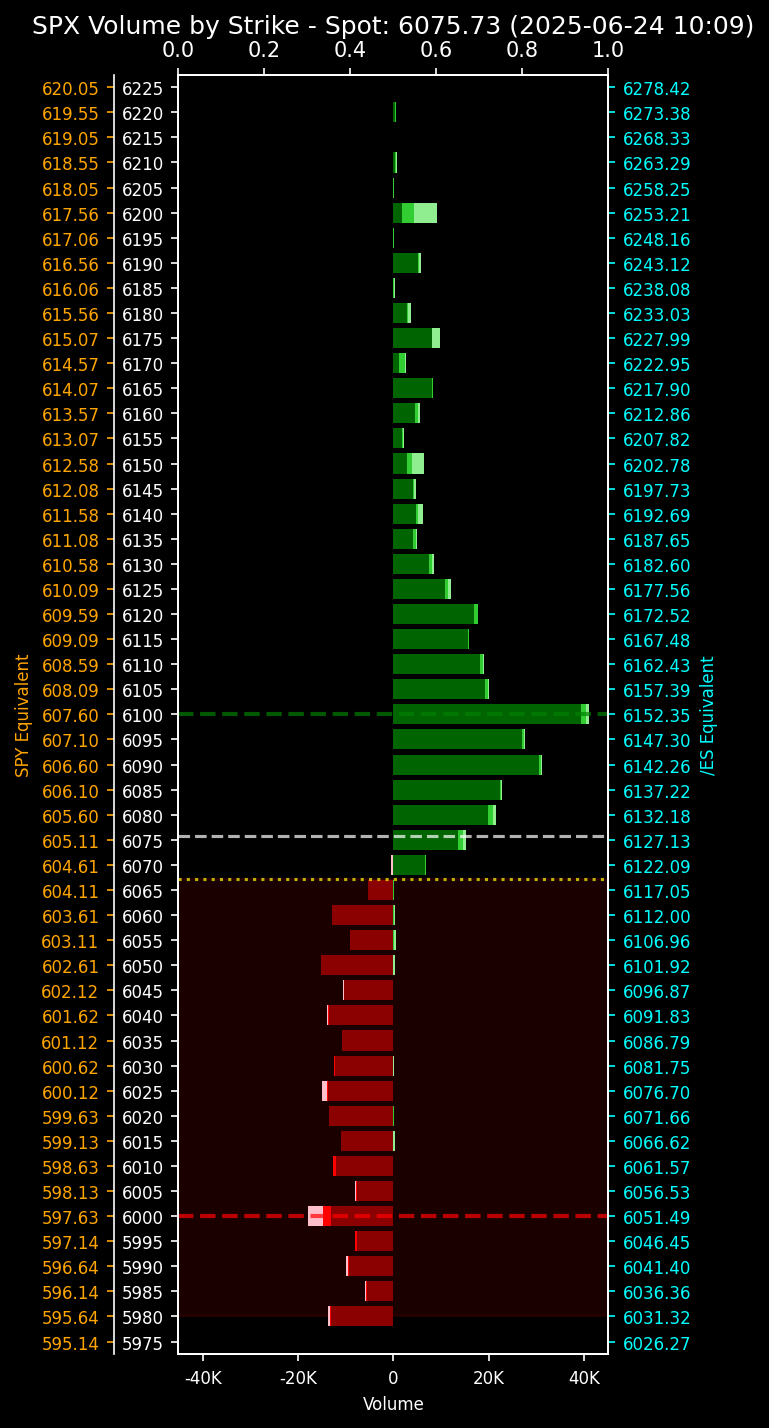 SPX Volume by Strike - Spot: 6075.73 (2025-06-24 10:09)
0.0 0.2 0.4 0.6 0.8 1.0
620.05 6225 6278.42
619.55 6220 6273.38
619.05 6215 6268.33
618.55 6210 6263.29
618.05 6205 6258.25
617.56 6200 6253.21
617.06 6195 6248.16
616.56 6190 6243.12
616.06 6185 6238.08
615.56 6180 6233.03
615.07 6175 6227.99
614.57 6170 6222.95
614.07 6165 6217.90
613.57 6160 6212.86
613.07 6155 6207.82
612.58 6150 6202.78
612.08 6145 6197.73
611.58 6140 6192.69
611.08 6135 6187.65
610.58 6130 6182.60
610.09 6125 6177.56
609.59 6120 6172.52
609.09 6115 6167.48
608.59 6110 6162.43
608.09 6105 6157.39
607.60 6100 6152.35
607.10 6095 6147.30
606.60 6090 6142.26
606.10 6085 6137.22
605.60 6080 6132.18
605.11 6075 6127.13
604.61 6070 6122.09
604.11 6065 6117.05
603.61 6060 6112.00
603.11 6055 6106.96
602.61 6050 6101.92
602.12 6045 6096.87
601.62 6040 6091.83
601.12 6035 6086.79
600.62 6030 6081.75
600.12 6025 6076.70
599.63 6020 6071.66
599.13 6015 6066.62
598.63 6010 6061.57
598.13 6005 6056.53
597.63 6000 6051.49
597.14 5995 6046.45
596.64 5990 6041.40
596.14 5985 6036.36
595.64 5980 6031.32
595.14 5975 6026.27
SPY Equivalent
/ES Equivalent
-40K -20K 0 20K 40K
Volume